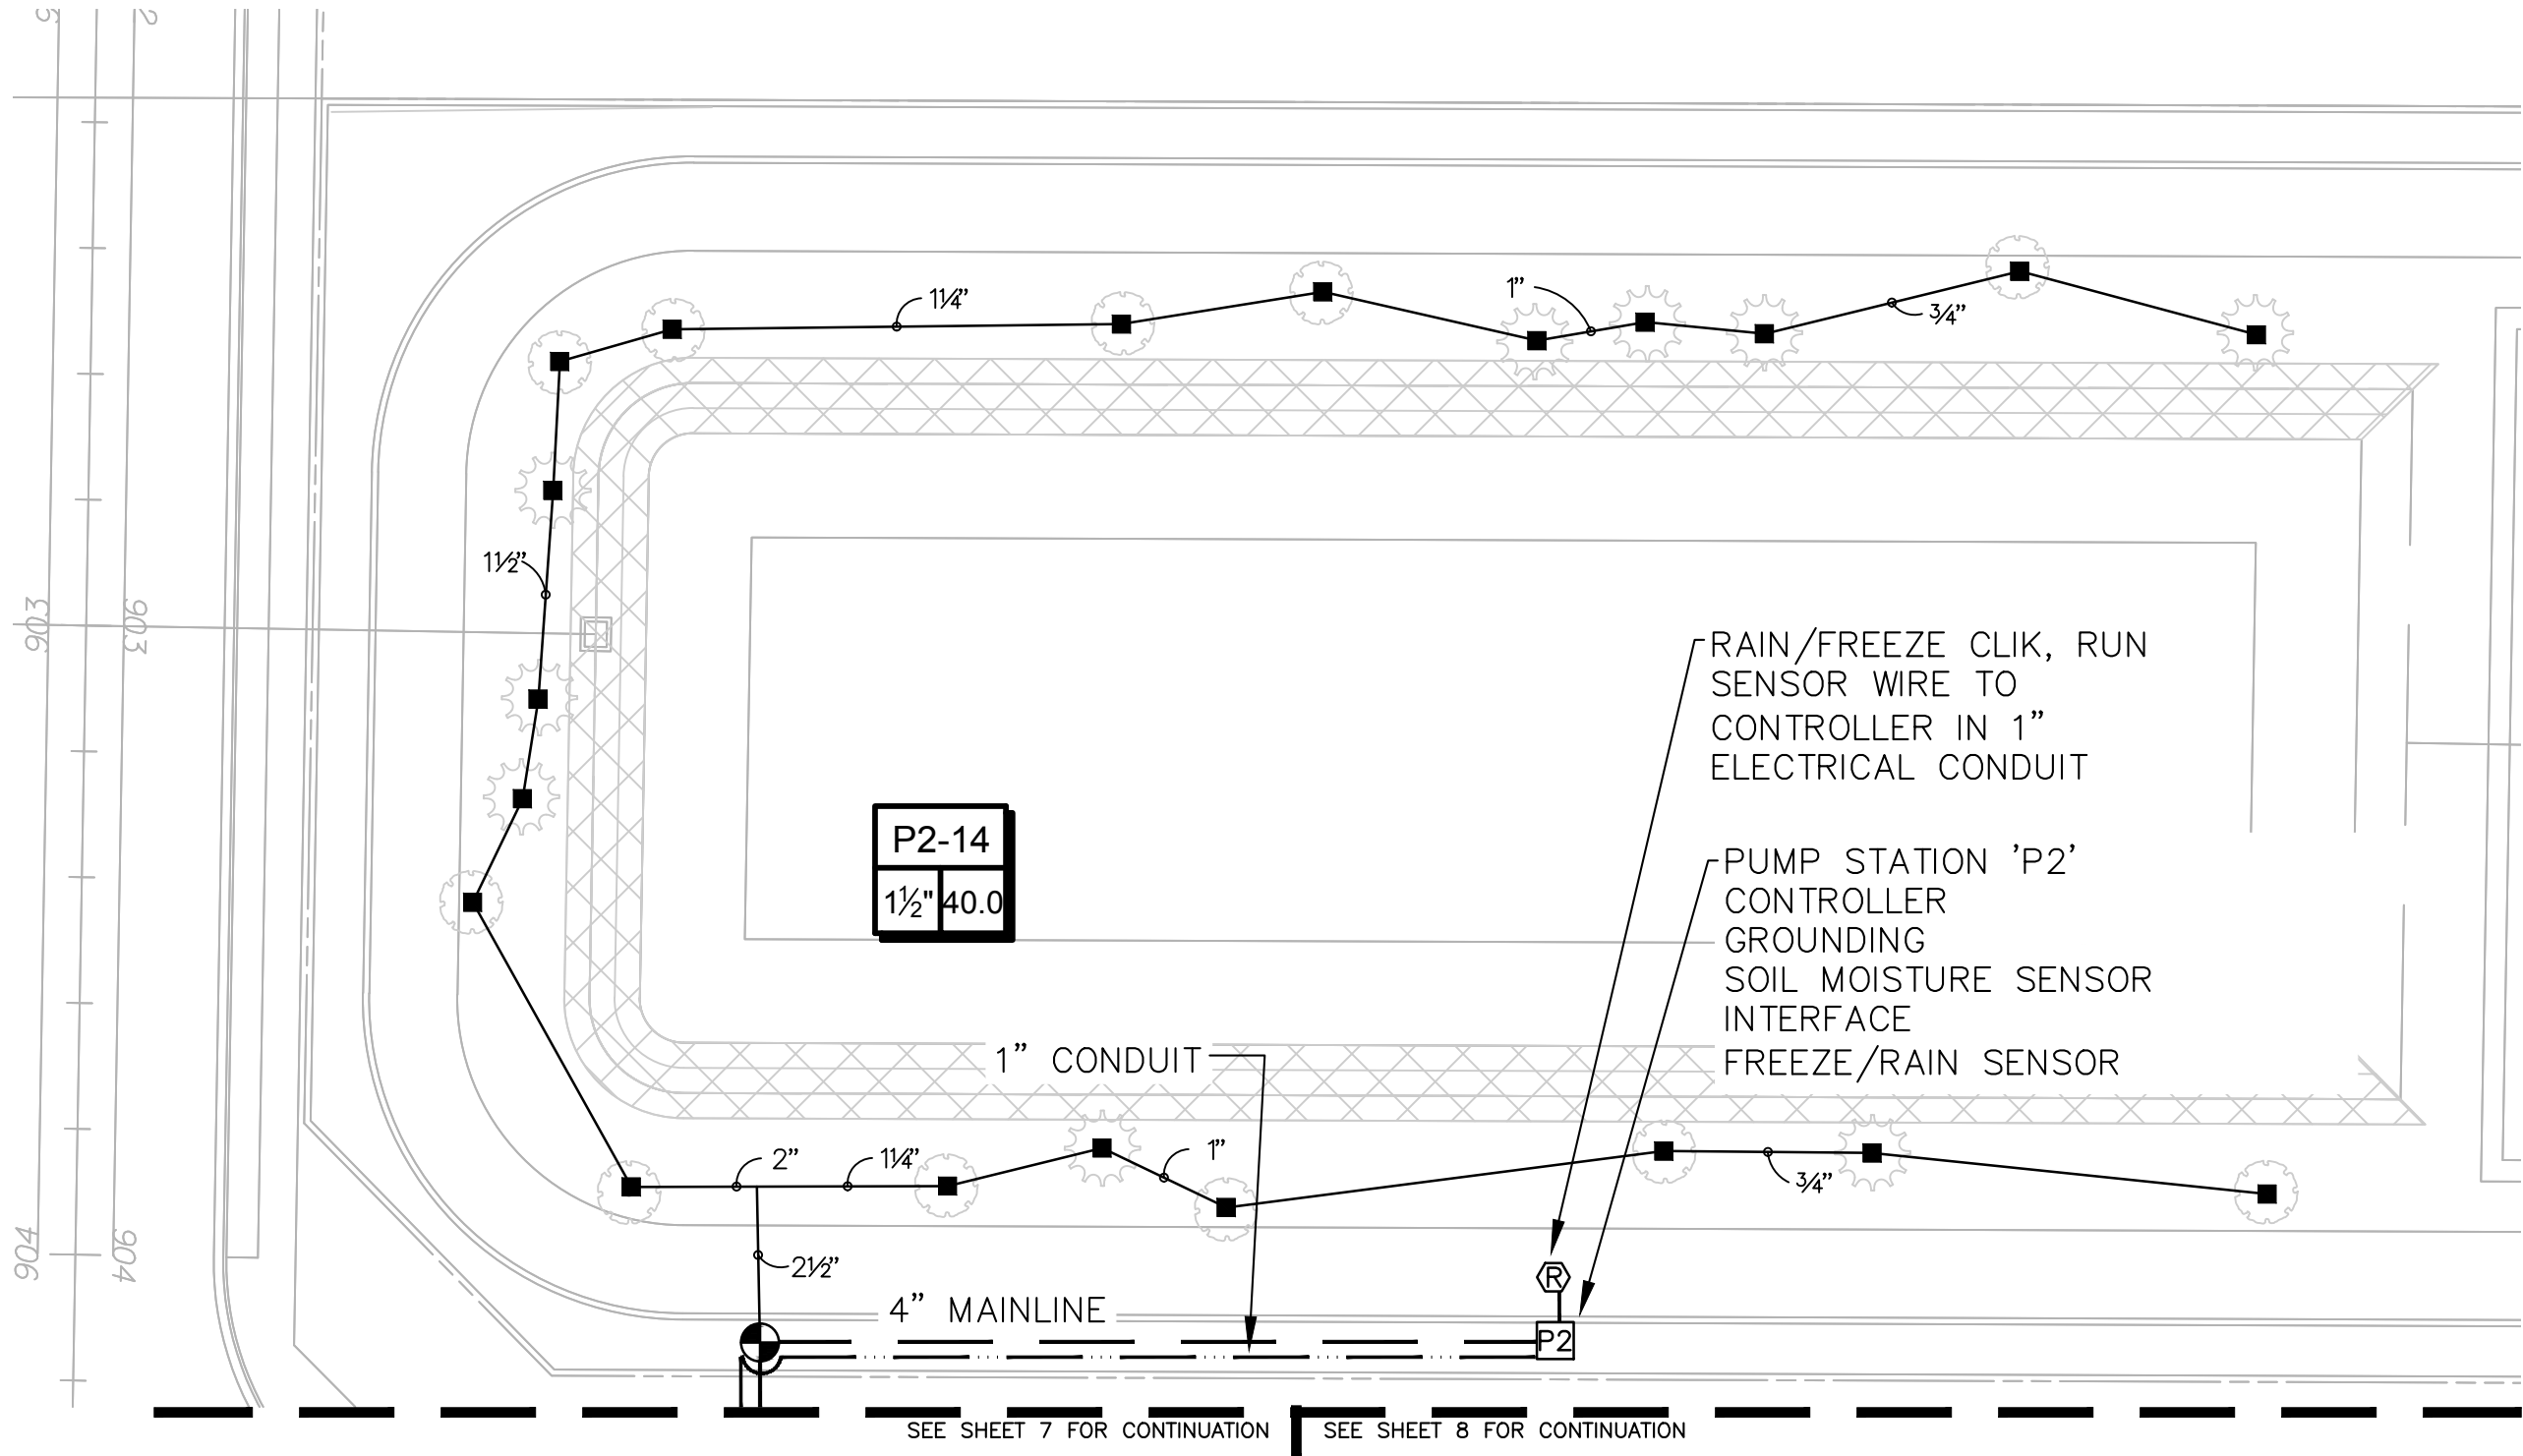 1¼"
1"
¾"
1½"
903
903
RAIN/FREEZE CLIK, RUN
SENSOR WIRE TO
CONTROLLER IN 1"
ELECTRICAL CONDUIT
P2-14
1½" 40.0
PUMP STATION 'P2'
CONTROLLER
GROUNDING
SOIL MOISTURE SENSOR
INTERFACE
FREEZE/RAIN SENSOR
1" CONDUIT
2"
1¼"
1"
¾"
904
904
2½"
R
4" MAINLINE
P2
SEE SHEET 7 FOR CONTINUATION
SEE SHEET 8 FOR CONTINUATION